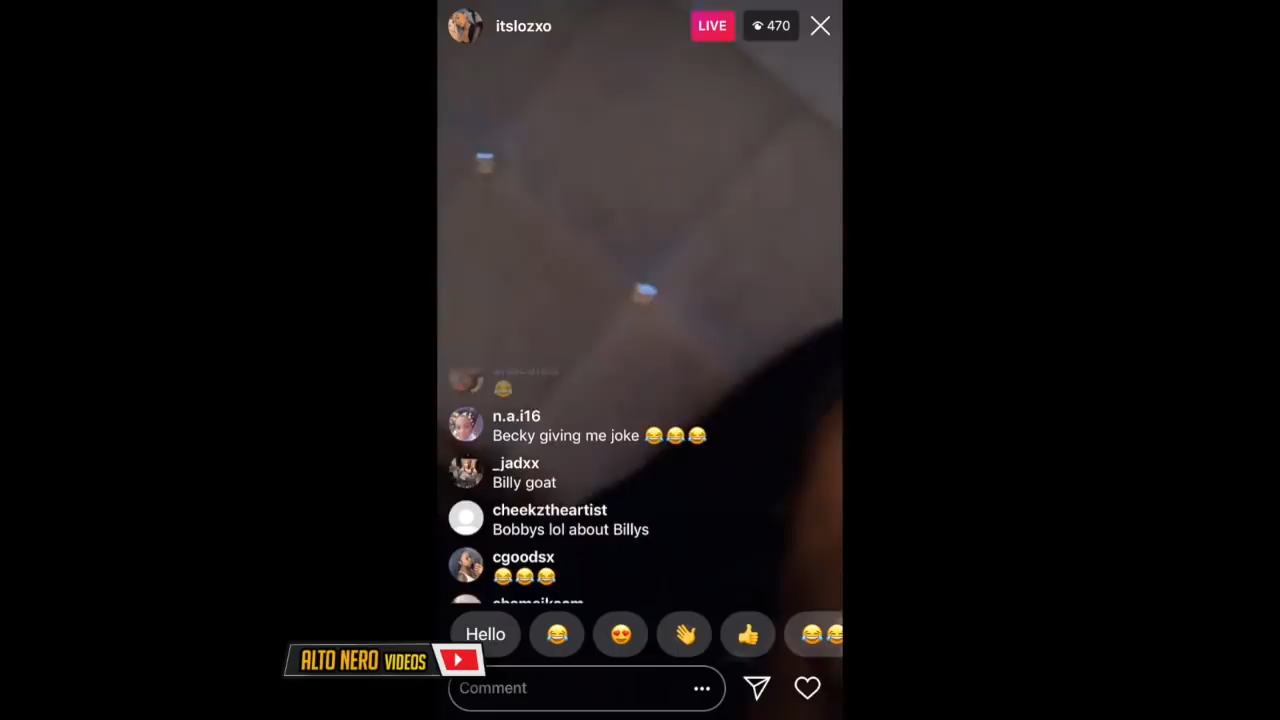 itslozxo
LIVE
470
😂
n.a.i16
Becky giving me joke 😂😂😂
_jadxx
Billy goat
cheekztheartist
Bobbys lol about Billys
cgoodsx
😂😂😂
Hello 😂 😍 👋 👍 😂😂
ALTO NERO VIDEOS
Comment